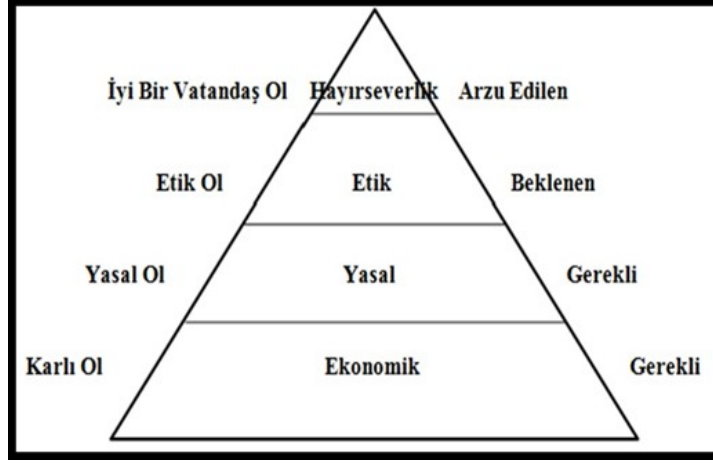 İyi Bir Vatandaş Ol Hayırseverlik Arzu Edilen
Etik Ol Etik Beklenen
Yasal Ol Yasal Gerekli
Karlı Ol Ekonomik Gerekli